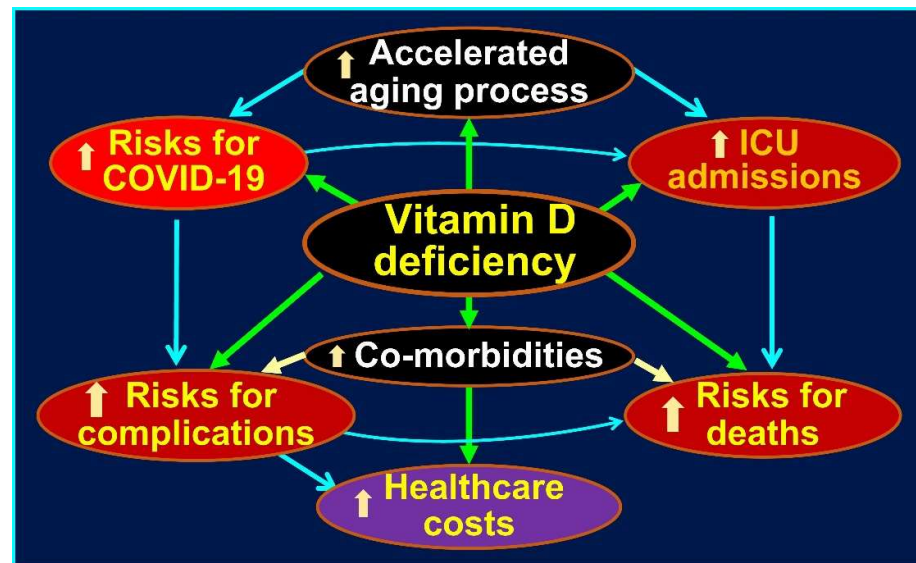 Accelerated
aging process
Risks for
COVID-19
ICU
admissions
Vitamin D
deficiency
Co-morbidities
Risks for
complications
Risks for
deaths
Healthcare
costs